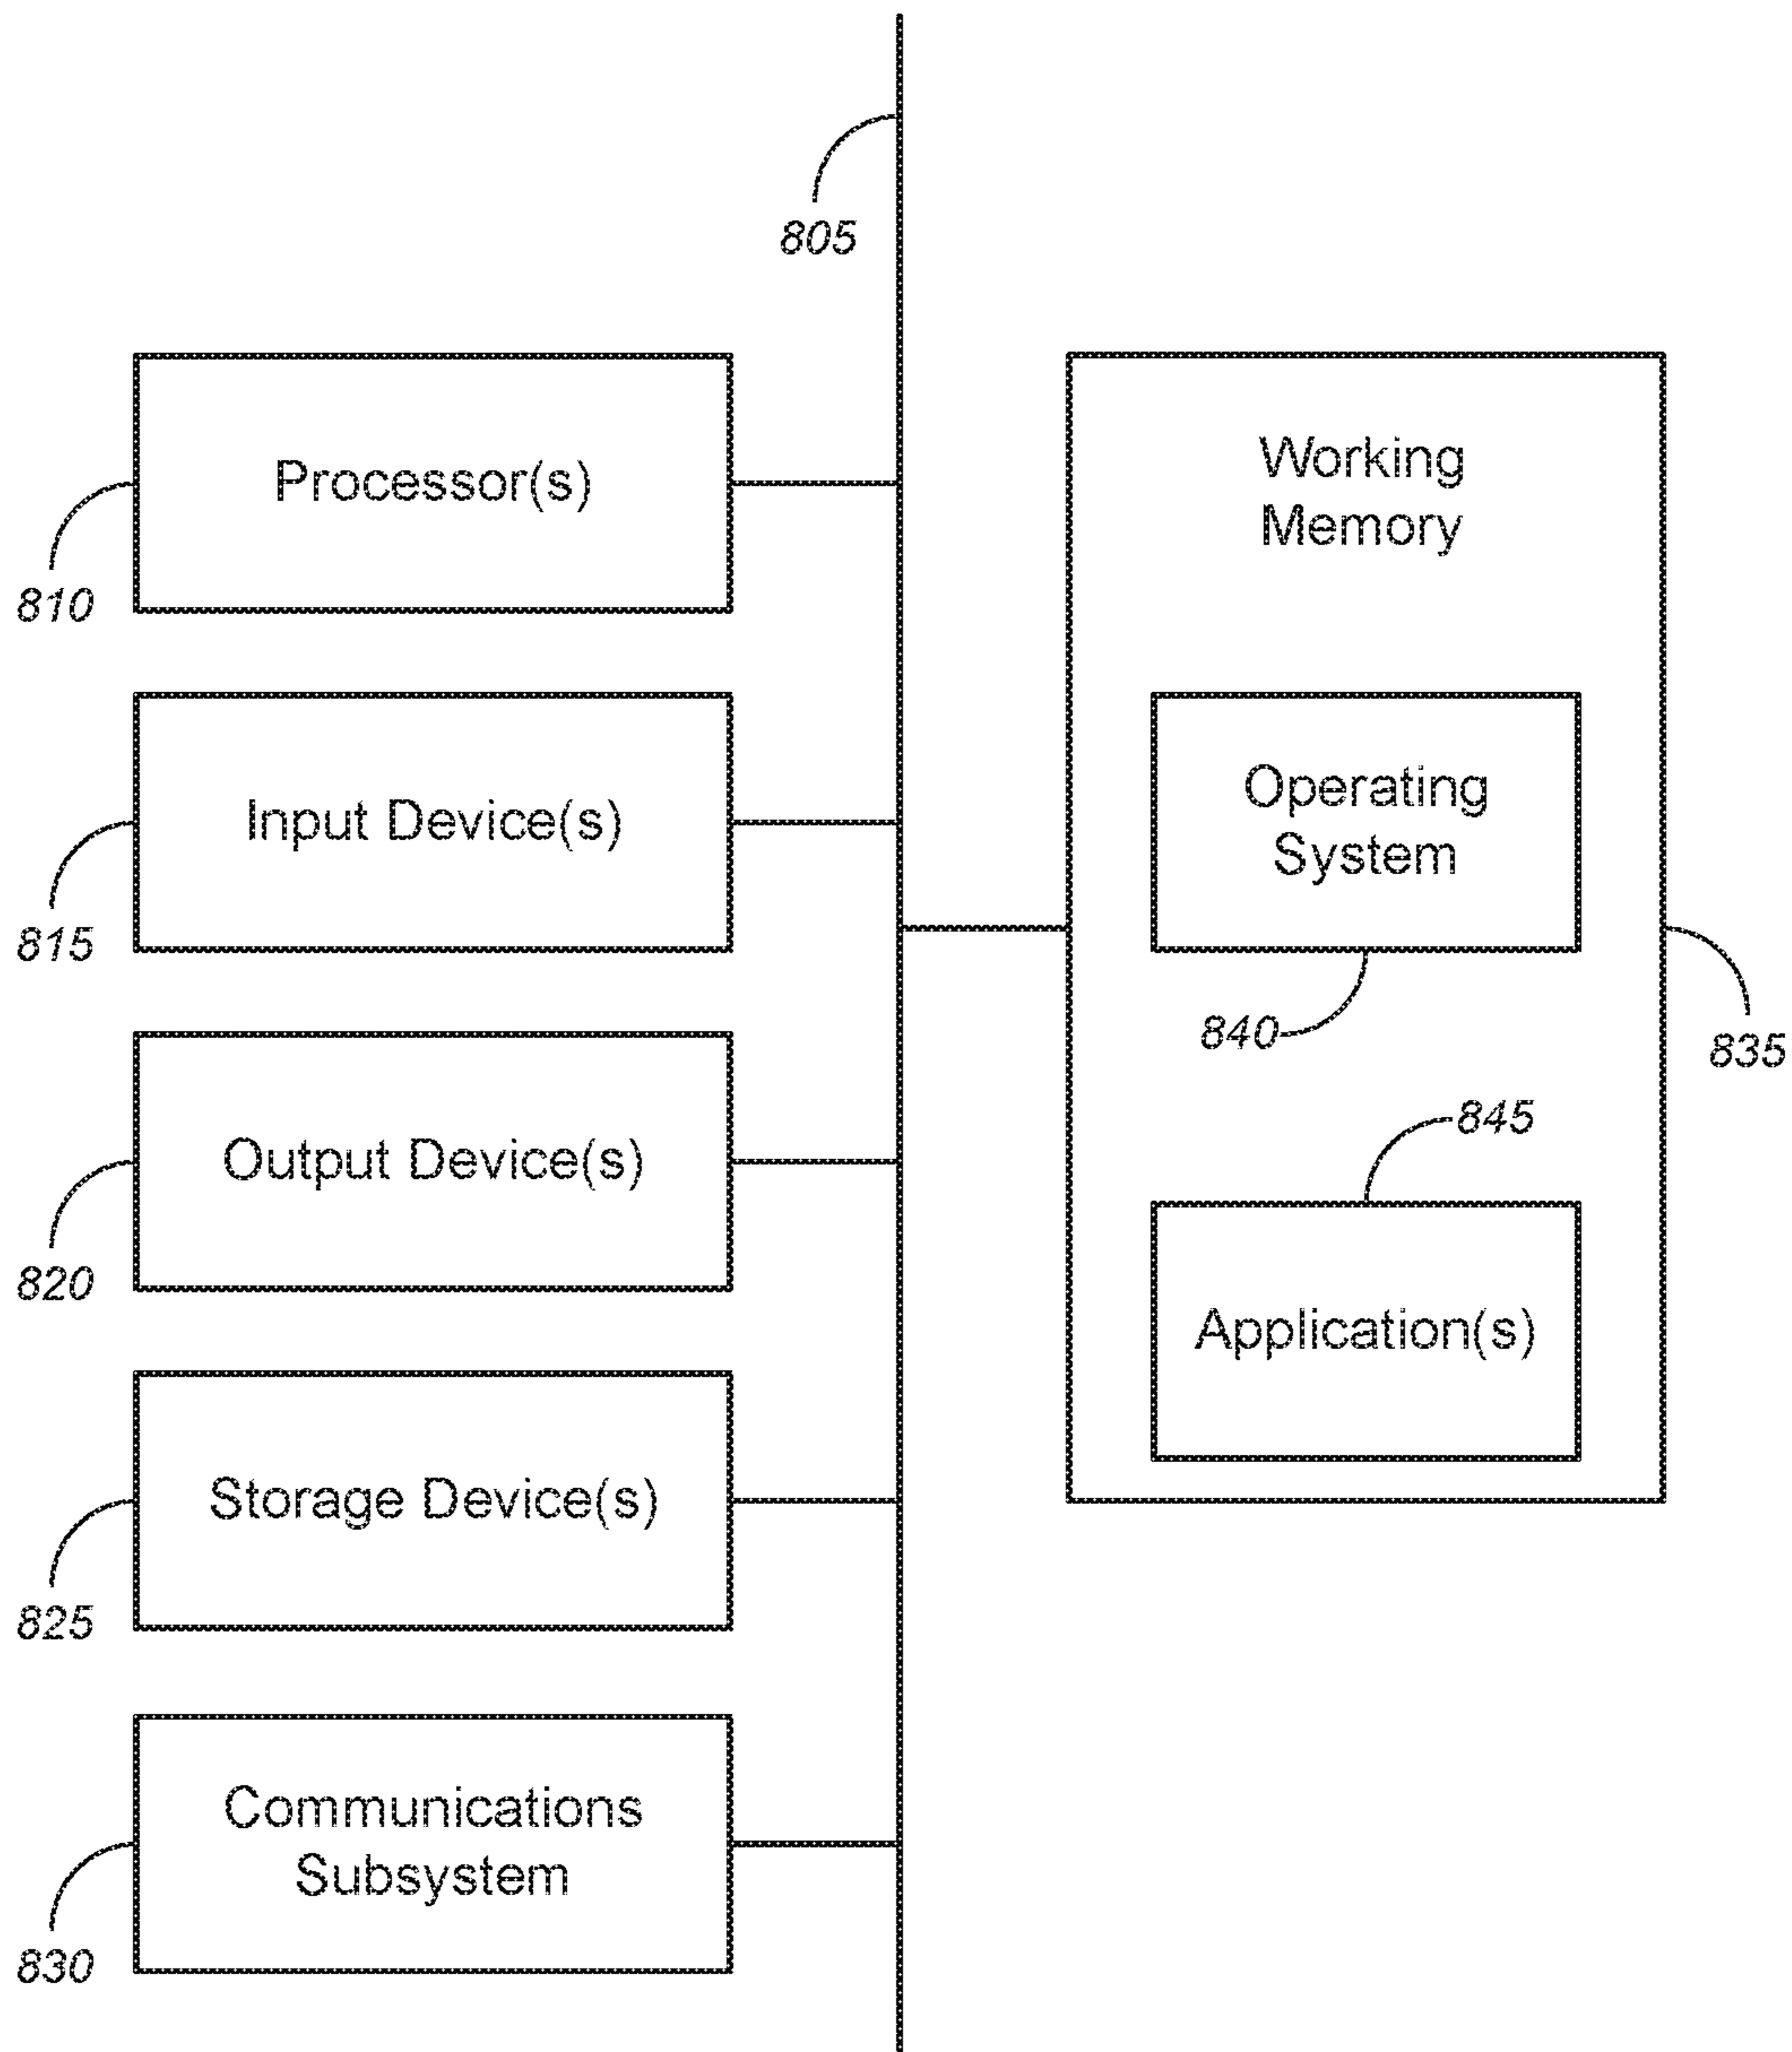 805
Processor(s)
810
Input Device(s)
815
Output Device(s)
820
Storage Device(s)
825
Communications
Subsystem
830
Working
Memory
Operating
System
840
835
845
Application(s)